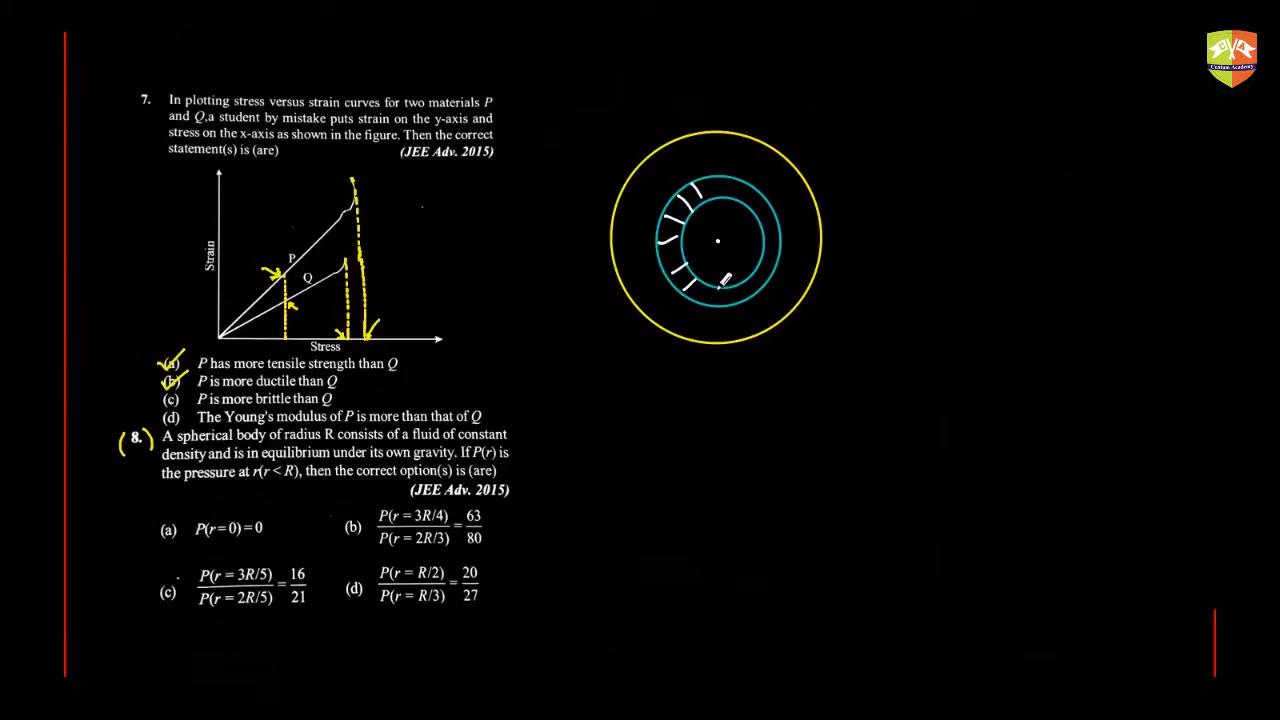 7. In plotting stress versus strain curves for two materials P
and Q,a student by mistake puts strain on the y-axis and
stress on the x-axis as shown in the figure. Then the correct
statement(s) is (are) (JEE Adv. 2015)
Strain
P
Q
Stress
(a) P has more tensile strength than Q
(b) P is more ductile than Q
(c) P is more brittle than Q
(d) The Young's modulus of P is more than that of Q
(8.) A spherical body of radius R consists of a fluid of constant
density and is in equilibrium under its own gravity. If P(r) is
the pressure at r(r < R), then the correct option(s) is (are)
(JEE Adv. 2015)
(a) P(r=0)=0 (b) P(r = 3R/4) / P(r = 2R/3) = 63 / 80
(c) P(r = 3R/5) / P(r = 2R/5) = 16 / 21 (d) P(r = R/2) / P(r = R/3) = 20 / 27
C A
Centum Academy